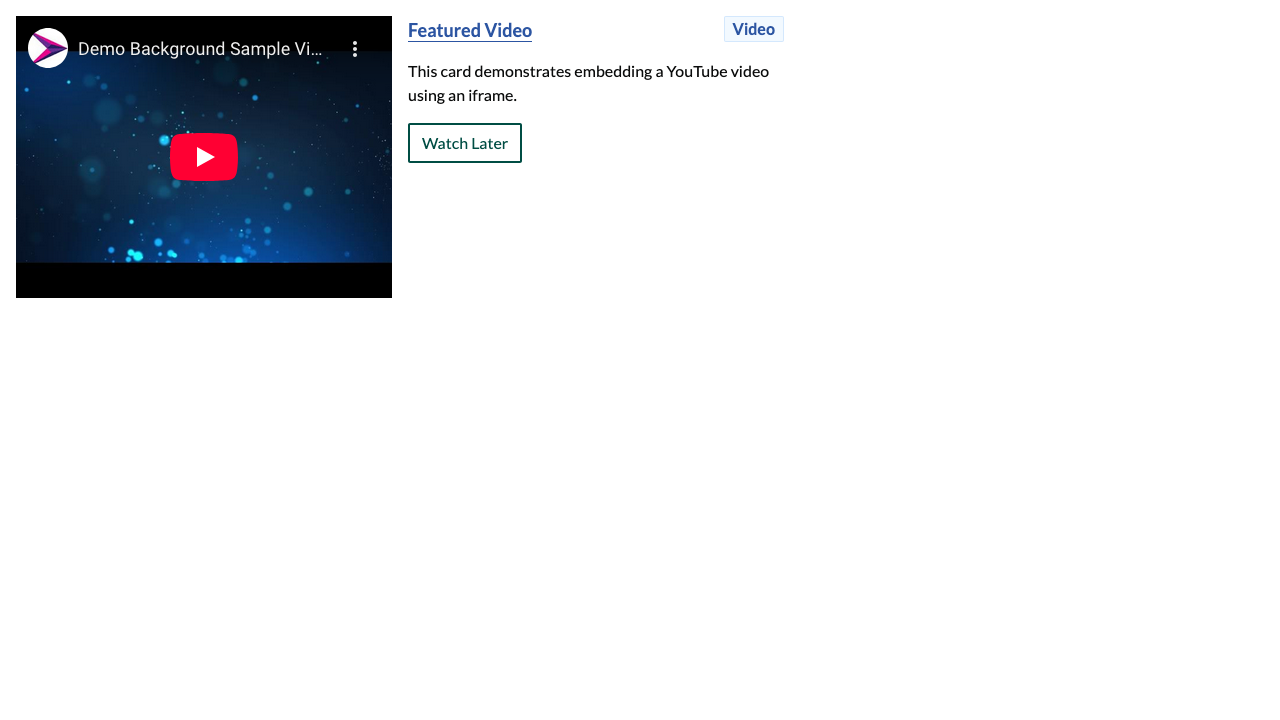 Demo Background Sample Vi...
Featured Video
Video
This card demonstrates embedding a YouTube video
using an iframe.
Watch Later